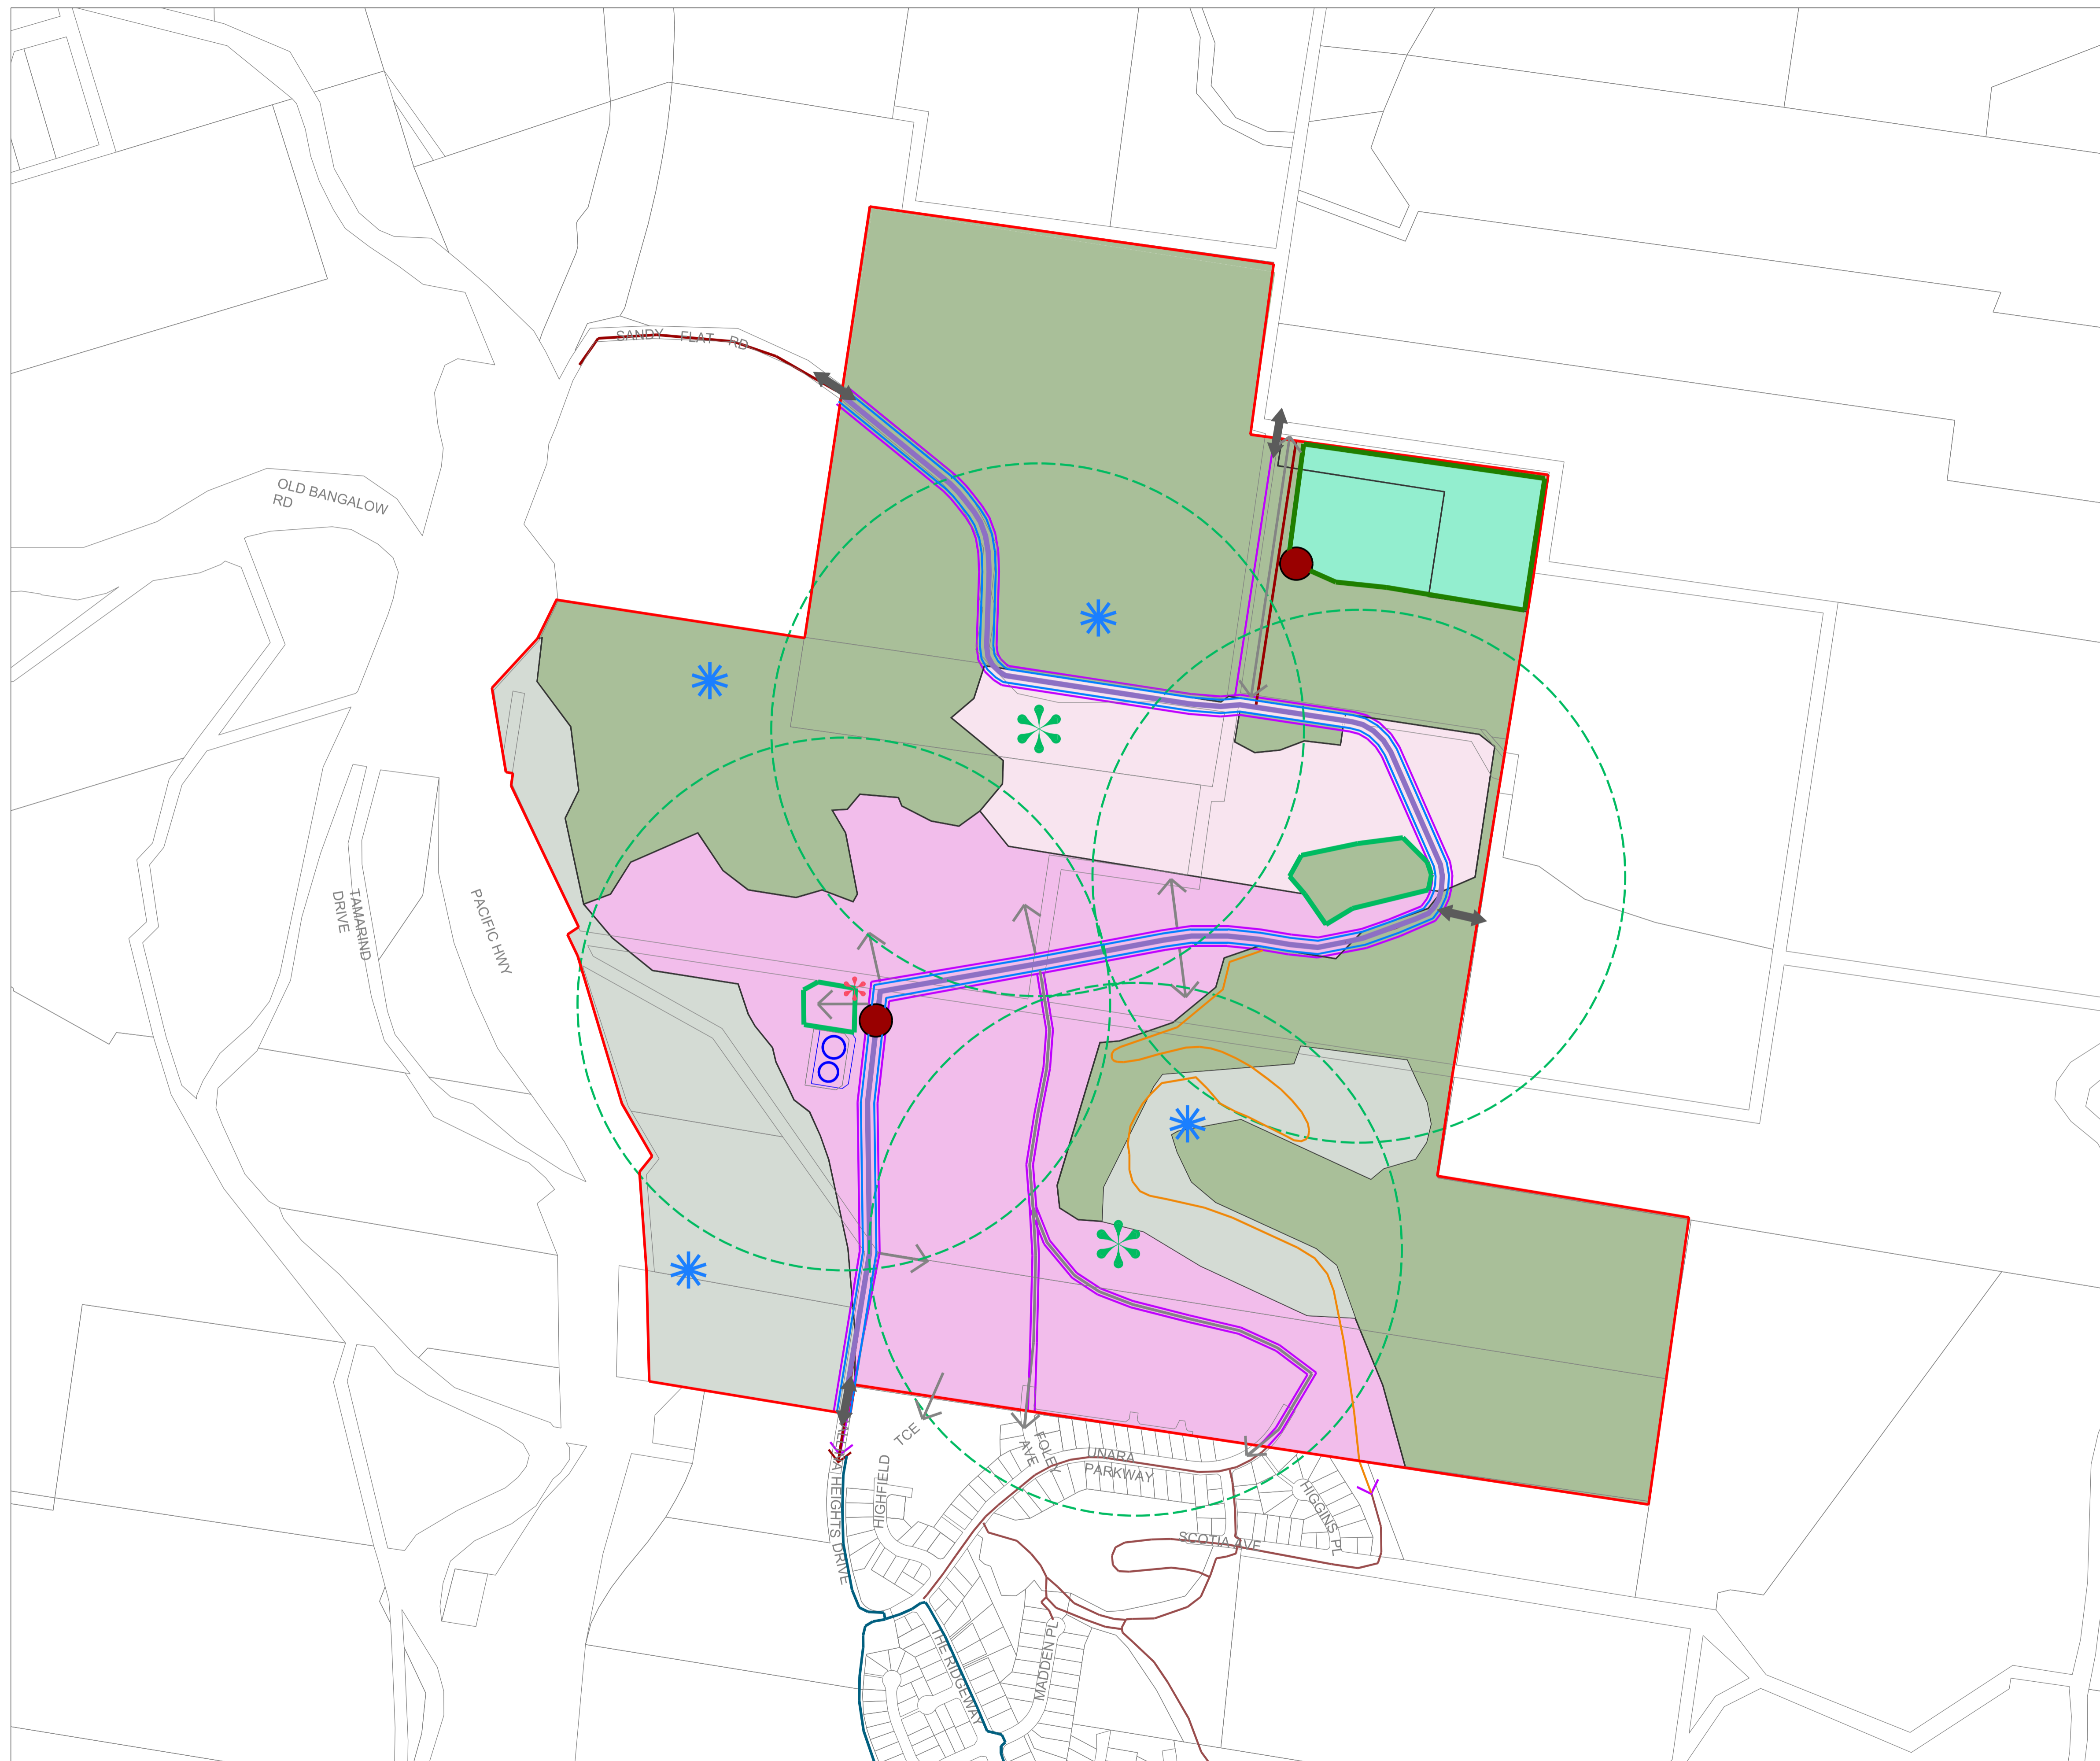 SANDY FLAT RD
OLD BANGALOW
RD
TAMARIND
DRIVE
PACIFIC HWY
TCE
HIGHFIELD
FOLEY
AVE
UNARA
PARKWAY
HIGGINS PL
SCOTIA AVE
HEIGHTS DRIVE
THE RIDGEWAY
MADDEN PL